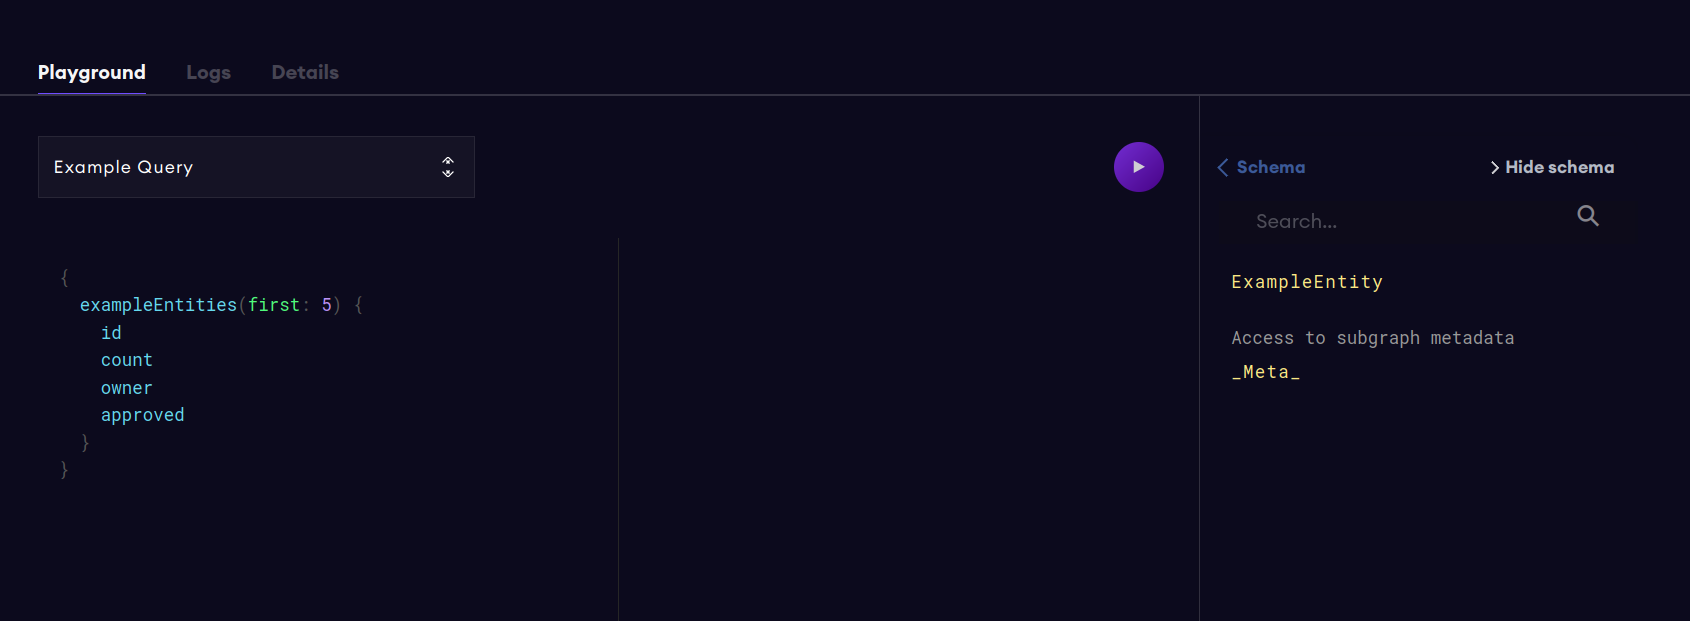 Playground Logs Details
Example Query
Schema Hide schema
Search...
{
  exampleEntities(first: 5) {
    id
    count
    owner
    approved
  }
}
ExampleEntity
Access to subgraph metadata
_Meta_